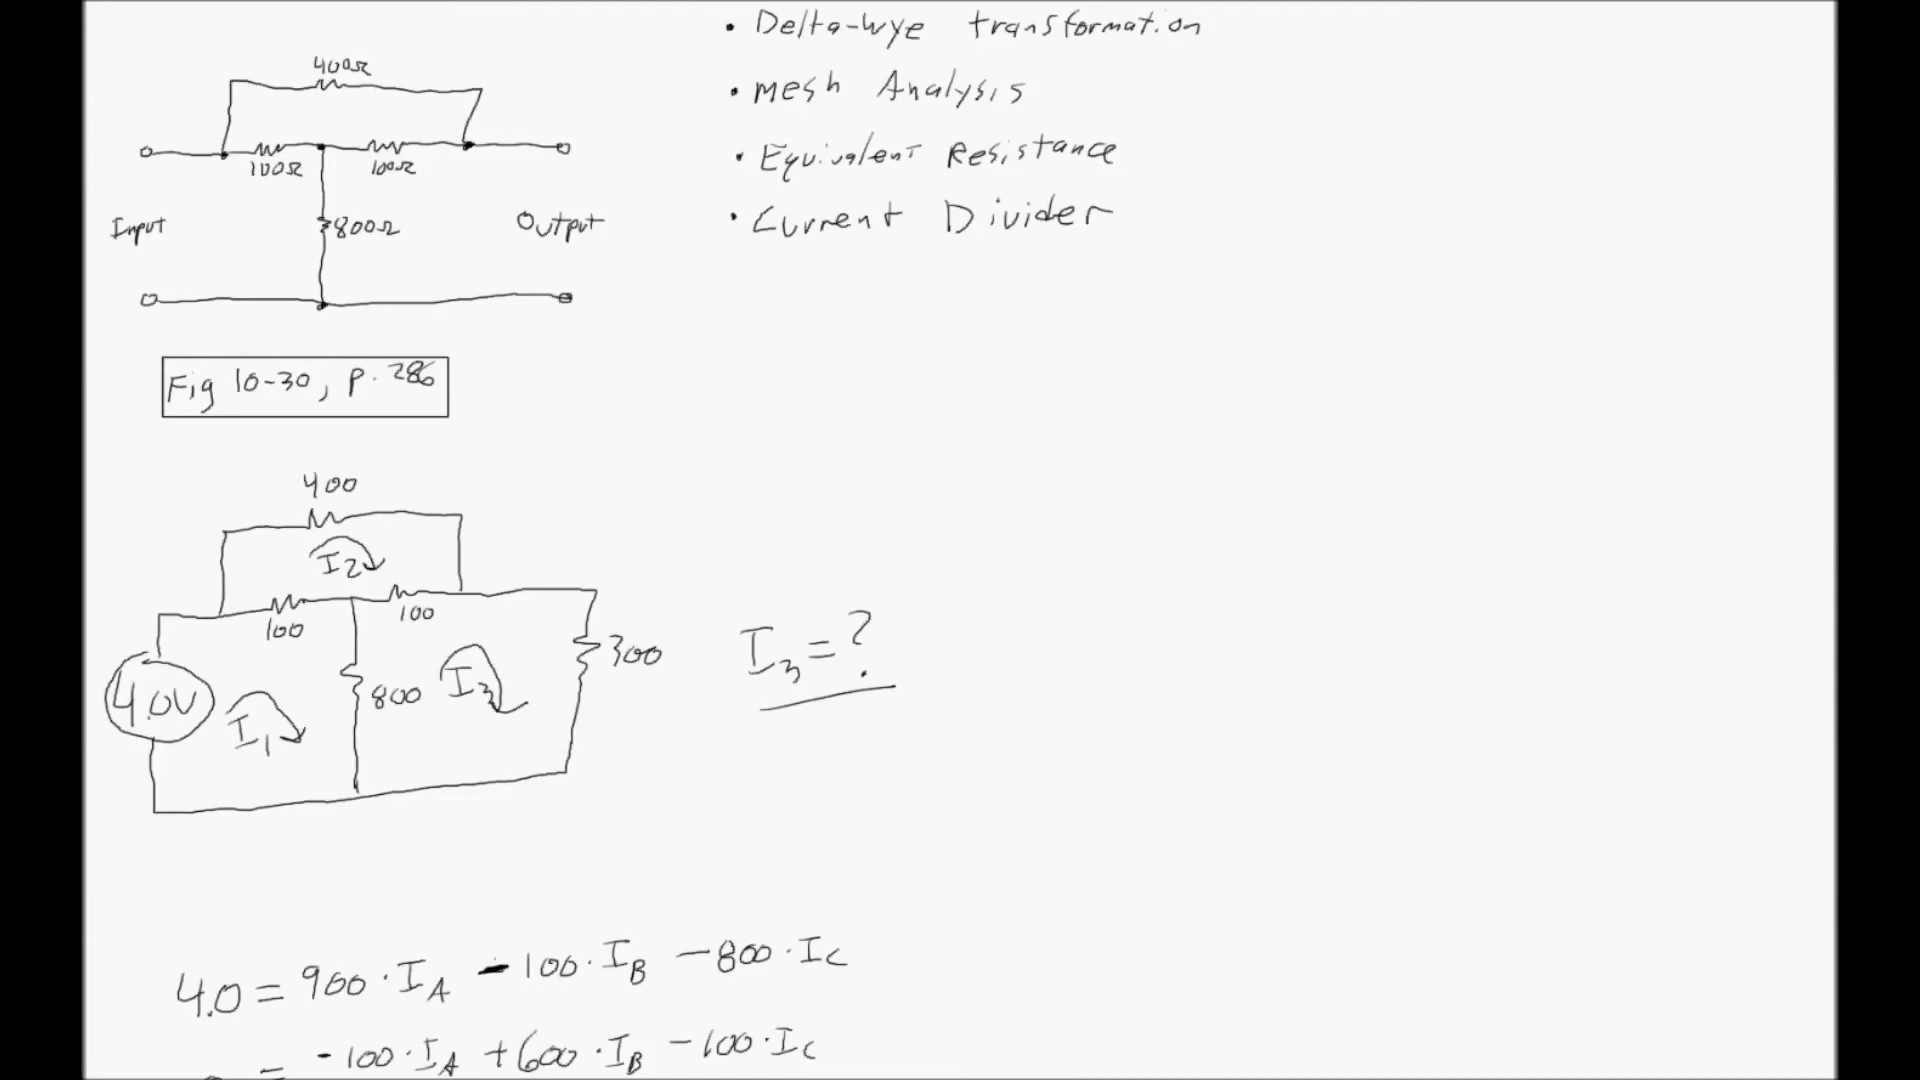 • Delta-wye transformation
• mesh Analysis
• Equivalent Resistance
• Current Divider
400Ω
100Ω 100Ω
Input 800Ω Output
Fig 10-30, p. 286
400
I2
100 100
4.0V I1 800 I3 300
I3 = ?
4.0 = 900 · IA - 100 · IB - 800 · IC
= - 100 · IA + 600 · IB - 100 · IC